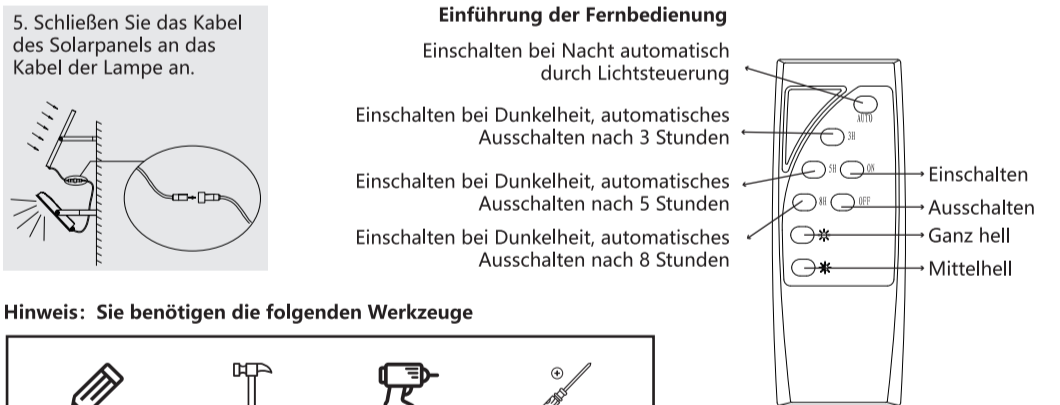 5. Schließen Sie das Kabel
des Solarpanels an das
Kabel der Lampe an.
Einführung der Fernbedienung
Einschalten bei Nacht automatisch
durch Lichtsteuerung
Einschalten bei Dunkelheit, automatisches
Ausschalten nach 3 Stunden
Einschalten bei Dunkelheit, automatisches
Ausschalten nach 5 Stunden
Einschalten bei Dunkelheit, automatisches
Ausschalten nach 8 Stunden
AUTO
3H
5H ON
8H OFF
Einschalten
Ausschalten
Ganz hell
Mittelhell
Hinweis: Sie benötigen die folgenden Werkzeuge